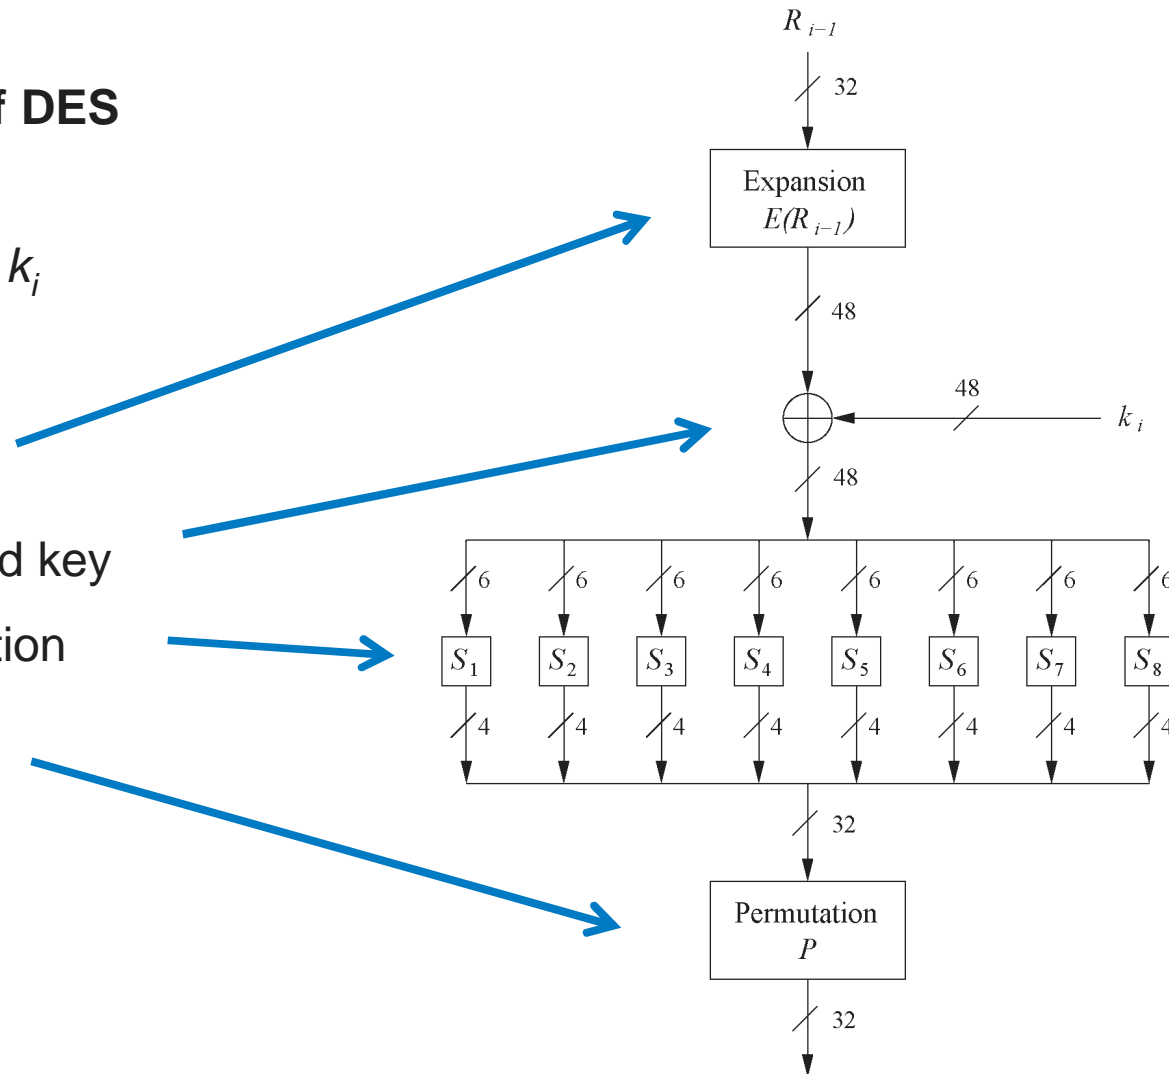 f DES
k_i
d key
tion
R_{i–1}
32
Expansion
E(R_{i–1})
48
48
k_i
48
6 6 6 6 6 6 6 6
S_1 S_2 S_3 S_4 S_5 S_6 S_7 S_8
4 4 4 4 4 4 4 4
32
Permutation
P
32